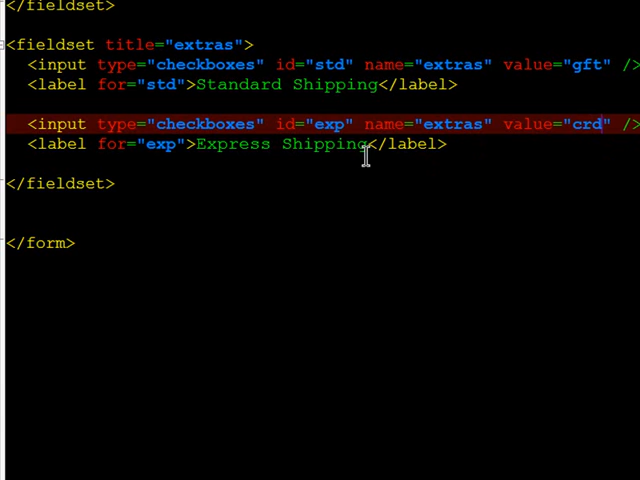 </fieldset>
<fieldset title="extras">
<input type="checkboxes" id="std" name="extras" value="gft" />
<label for="std">Standard Shipping</label>
<input type="checkboxes" id="exp" name="extras" value="crd" />
<label for="exp">Express Shipping</label>
</fieldset>
</form>